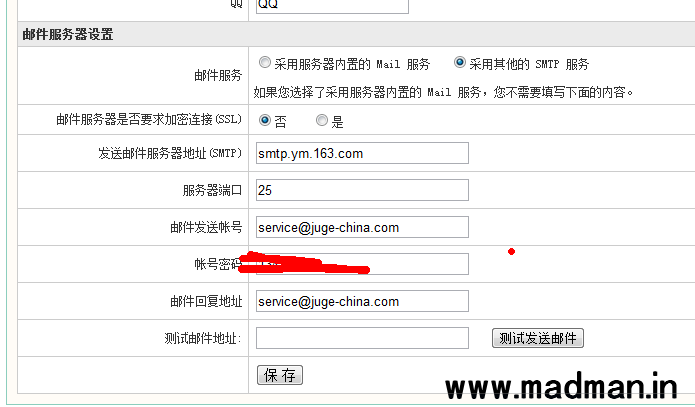 QQ QQ
邮件服务器设置
邮件服务 采用服务器内置的 Mail 服务 采用其他的 SMTP 服务
如果您选择了采用服务器内置的 Mail 服务，您不需要填写下面的内容。
邮件服务器是否要求加密连接(SSL) 否 是
发送邮件服务器地址(SMTP) smtp.ym.163.com
服务器端口 25
邮件发送帐号 service@juge-china.com
帐号密码
邮件回复地址 service@juge-china.com
测试邮件地址: 测试发送邮件
保存
www.madman.in